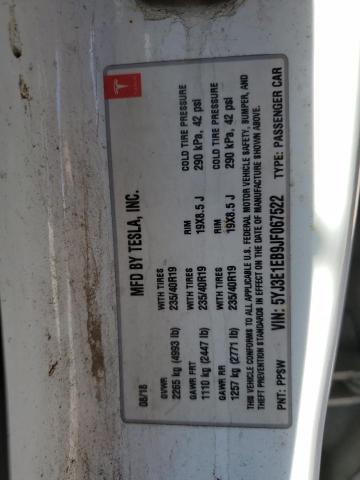 MFD BY TESLA, INC.
08/18
GVWR
2265 kg (4993 lb)
WITH TIRES
235/40R19
RIM
19X8.5 J
COLD TIRE PRESSURE
290 kPa, 42 psi
GAWR FRT
1110 kg (2447 lb)
WITH TIRES
235/40R19
RIM
19X8.5 J
COLD TIRE PRESSURE
290 kPa, 42 psi
GAWR RR
1257 kg (2771 lb)
WITH TIRES
235/40R19
THIS VEHICLE CONFORMS TO ALL APPLICABLE U.S. FEDERAL MOTOR VEHICLE SAFETY, BUMPER, AND
THEFT PREVENTION STANDARDS IN EFFECT ON THE DATE OF MANUFACTURE SHOWN ABOVE.
VIN: 5YJ3E1EB9JF067522
TYPE: PASSENGER CAR
PNT: PPSW